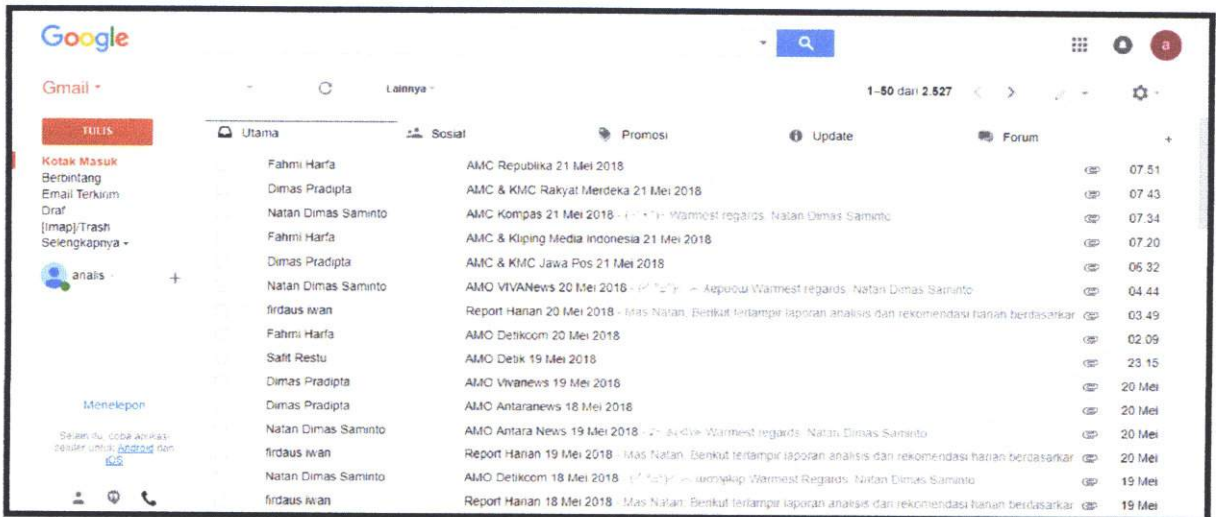 Google
a
Gmail
Lainnya
1–50 dari 2.527
TULIS
Utama
Sosial
Promosi
Update
Forum
+
Kotak Masuk
Berbintang
Email Terkirim
Draf
[Imap]/Trash
Selengkapnya
analis
+
Fahmi Harfa AMC Republika 21 Mei 2018 07.51
Dimas Pradipta AMC & KMC Rakyat Merdeka 21 Mei 2018 07.43
Natan Dimas Saminto AMC Kompas 21 Mei 2018 - Warmest regards, Natan Dimas Saminto 07.34
Fahmi Harfa AMC & Kliping Media Indonesia 21 Mei 2018 07.20
Dimas Pradipta AMC & KMC Jawa Pos 21 Mei 2018 06.32
Natan Dimas Saminto AMO VIVANews 20 Mei 2018 - Warmest regards, Natan Dimas Saminto 04.44
firdaus iwan Report Harian 20 Mei 2018 - Mas Natan, Berikut terlampir laporan analisis dan rekomendasi harian berdasarkan 03.49
Fahmi Harfa AMO Detikcom 20 Mei 2018 02.09
Safit Restu AMO Detik 19 Mei 2018 23.15
Dimas Pradipta AMO Vivanews 19 Mei 2018 20 Mei
Dimas Pradipta AMO Antaranews 18 Mei 2018 20 Mei
Natan Dimas Saminto AMO Antara News 19 Mei 2018 - Warmest regards, Natan Dimas Saminto 20 Mei
firdaus iwan Report Harian 19 Mei 2018 - Mas Natan, Berikut terlampir laporan analisis dan rekomendasi harian berdasarkan 20 Mei
Natan Dimas Saminto AMO Detikcom 18 Mei 2018 - Warmest Regards, Natan Dimas Saminto 19 Mei
firdaus iwan Report Harian 18 Mei 2018 - Mas Natan, Berikut terlampir laporan analisis dan rekomendasi harian berdasarkan 19 Mei
Menelepon
Selain itu, coba aplikasi
seluler untuk Android dan
iOS